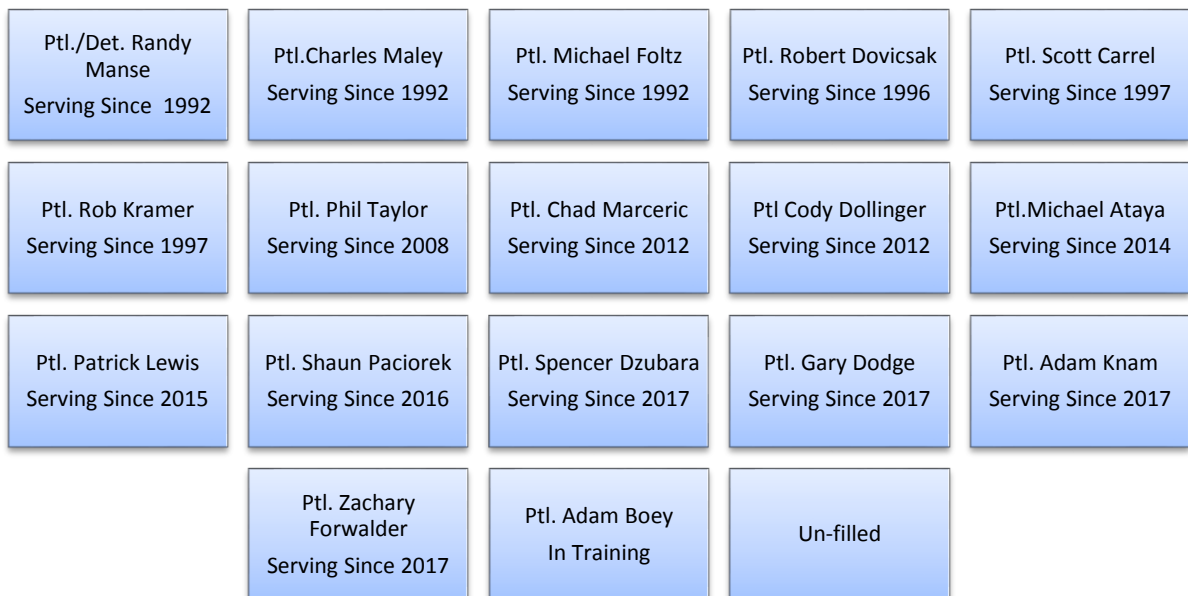 Ptl./Det. Randy
Manse
Serving Since  1992
Ptl.Charles Maley
Serving Since 1992
Ptl. Michael Foltz
Serving Since 1992
Ptl. Robert Dovicsak
Serving Since 1996
Ptl. Scott Carrel
Serving Since 1997
Ptl. Rob Kramer
Serving Since 1997
Ptl. Phil Taylor
Serving Since 2008
Ptl. Chad Marceric
Serving Since 2012
Ptl Cody Dollinger
Serving Since 2012
Ptl.Michael Ataya
Serving Since 2014
Ptl. Patrick Lewis
Serving Since 2015
Ptl. Shaun Paciorek
Serving Since 2016
Ptl. Spencer Dzubara
Serving Since 2017
Ptl. Gary Dodge
Serving Since 2017
Ptl. Adam Knam
Serving Since 2017
Ptl. Zachary
Forwalder
Serving Since 2017
Ptl. Adam Boey
In Training
Un-filled